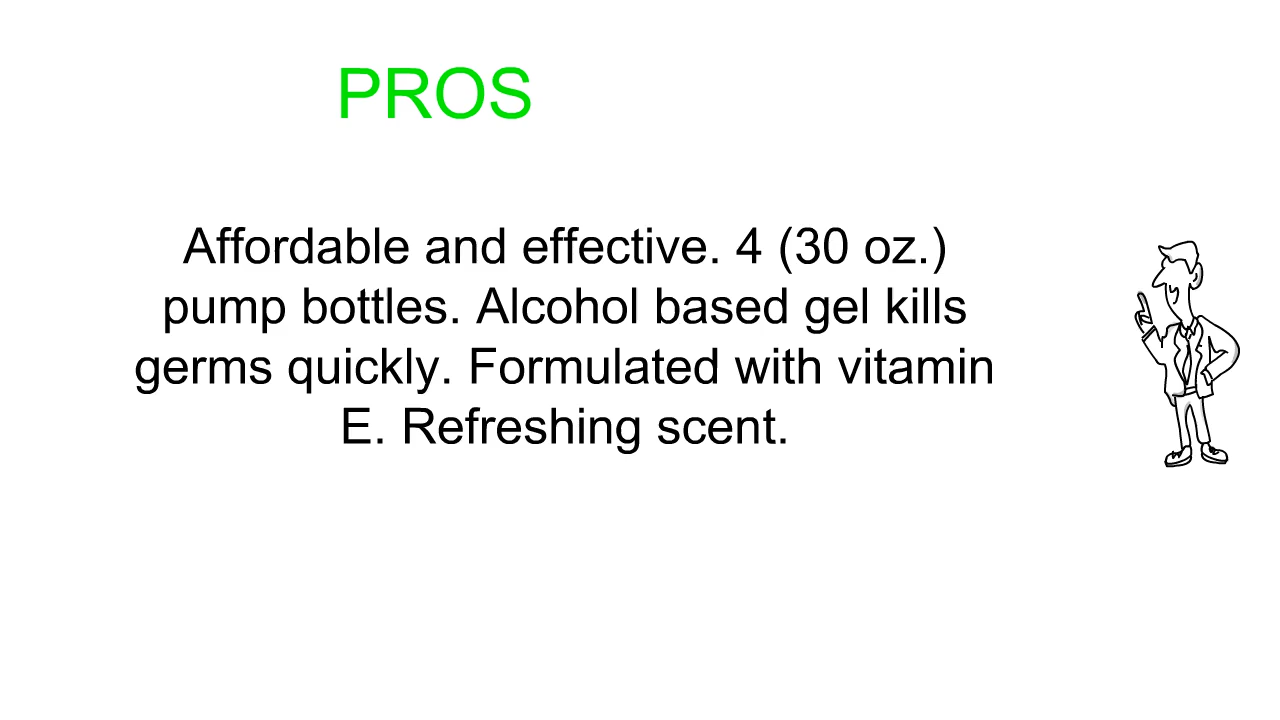 PROS
Affordable and effective. 4 (30 oz.)
pump bottles. Alcohol based gel kills
germs quickly. Formulated with vitamin
E. Refreshing scent.